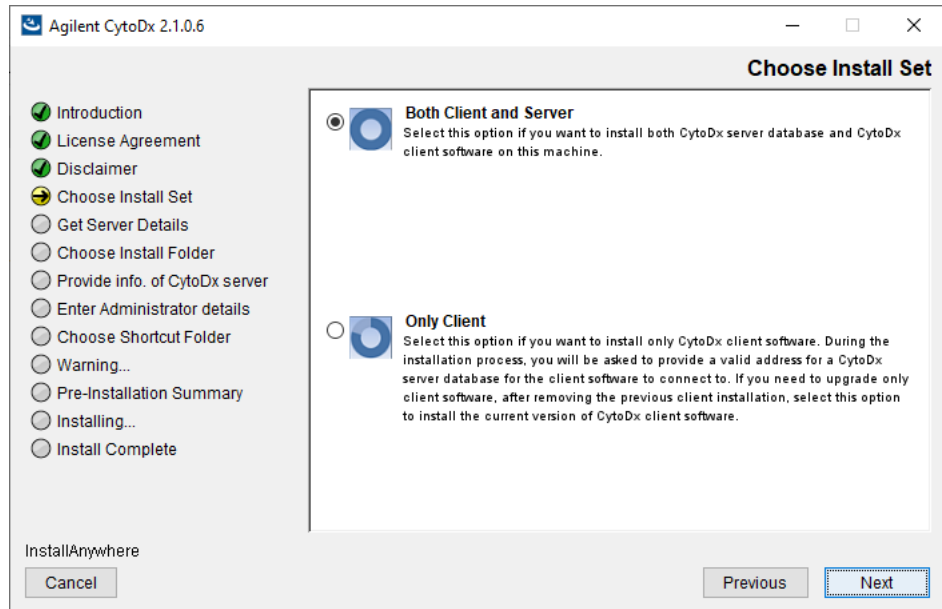 Agilent CytoDx 2.1.0.6
Choose Install Set
Introduction
License Agreement
Disclaimer
Choose Install Set
Get Server Details
Choose Install Folder
Provide info. of CytoDx server
Enter Administrator details
Choose Shortcut Folder
Warning...
Pre-Installation Summary
Installing...
Install Complete
Both Client and Server
Select this option if you want to install both CytoDx server database and CytoDx
client software on this machine.
Only Client
Select this option if you want to install only CytoDx client software. During the
installation process, you will be asked to provide a valid address for a CytoDx
server database for the client software to connect to. If you need to upgrade only
client software, after removing the previous client installation, select this option
to install the current version of CytoDx client software.
InstallAnywhere
Cancel
Previous
Next